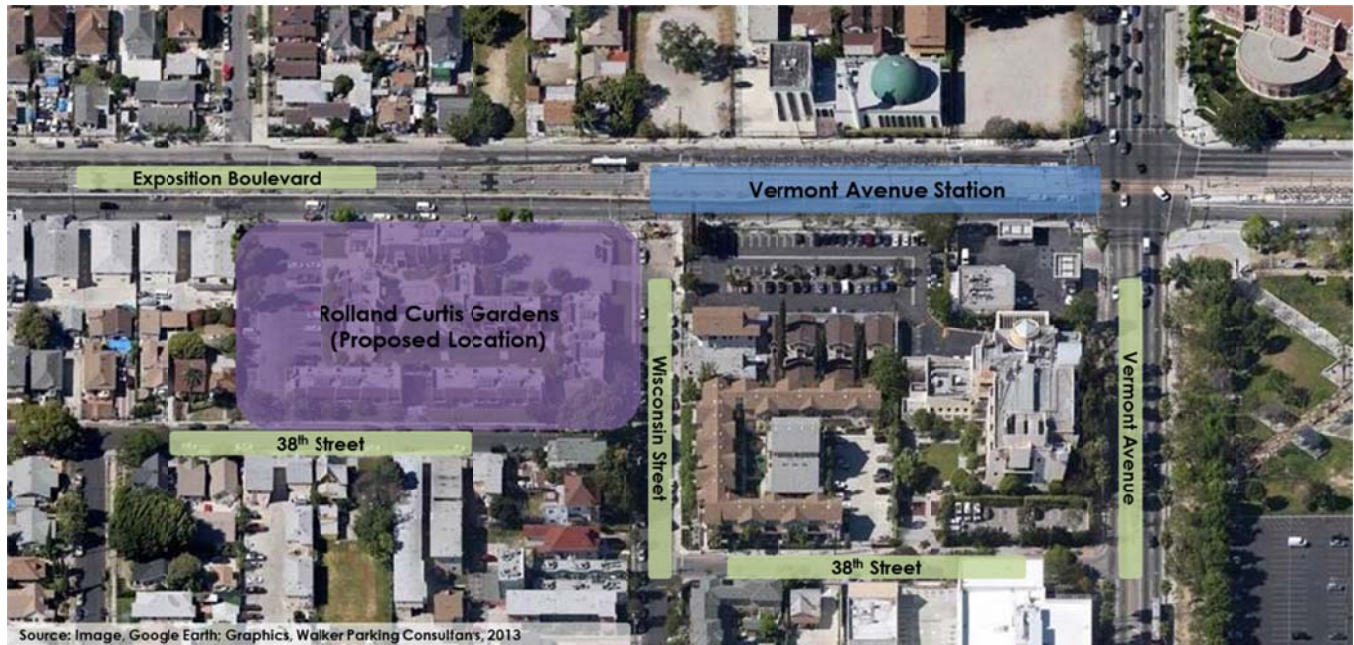 Exposition Boulevard
Vermont Avenue Station
Rolland Curtis Gardens
(Proposed Location)
Wisconsin Street
Vermont Avenue
38th Street
38th Street
Source: Image, Google Earth; Graphics, Walker Parking Consultans, 2013